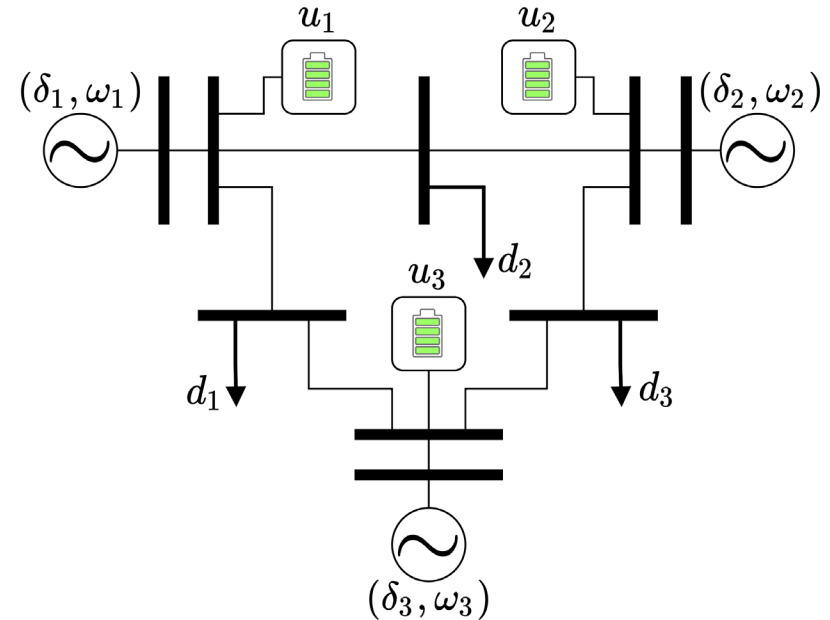 u₁
u₂
(δ₁, ω₁)
(δ₂, ω₂)
d₂
u₃
d₁
d₃
(δ₃, ω₃)